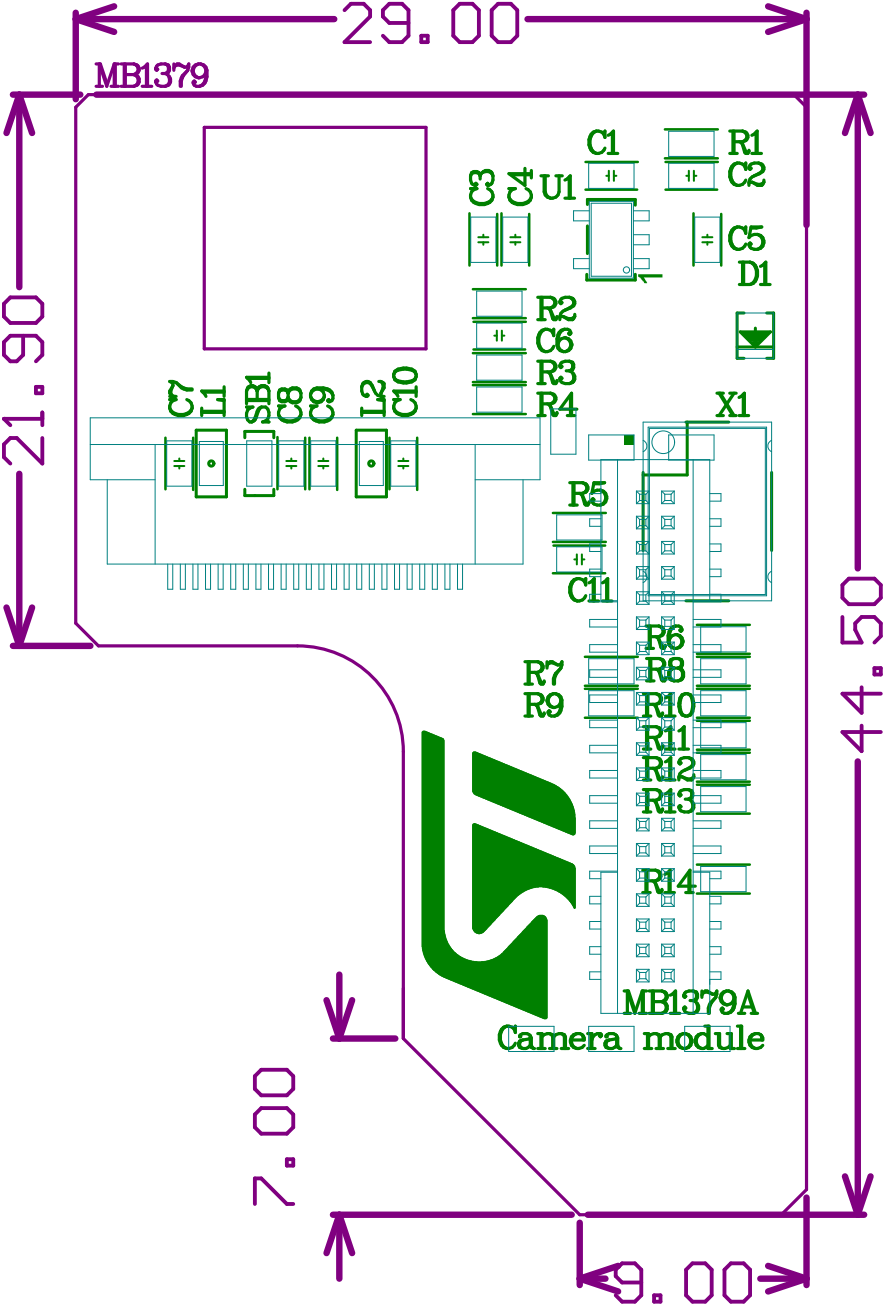 29.00
MB1379
C1
R1
C2
C3
C4
U1
C5
D1
21.90
R2
C6
R3
R4
C7
L1
SB1
C8
C9
L2
C10
X1
R5
C11
44.50
R6
R7
R8
R9
R10
R11
R12
R13
R14
ST
MB1379A
Camera module
7.00
9.00